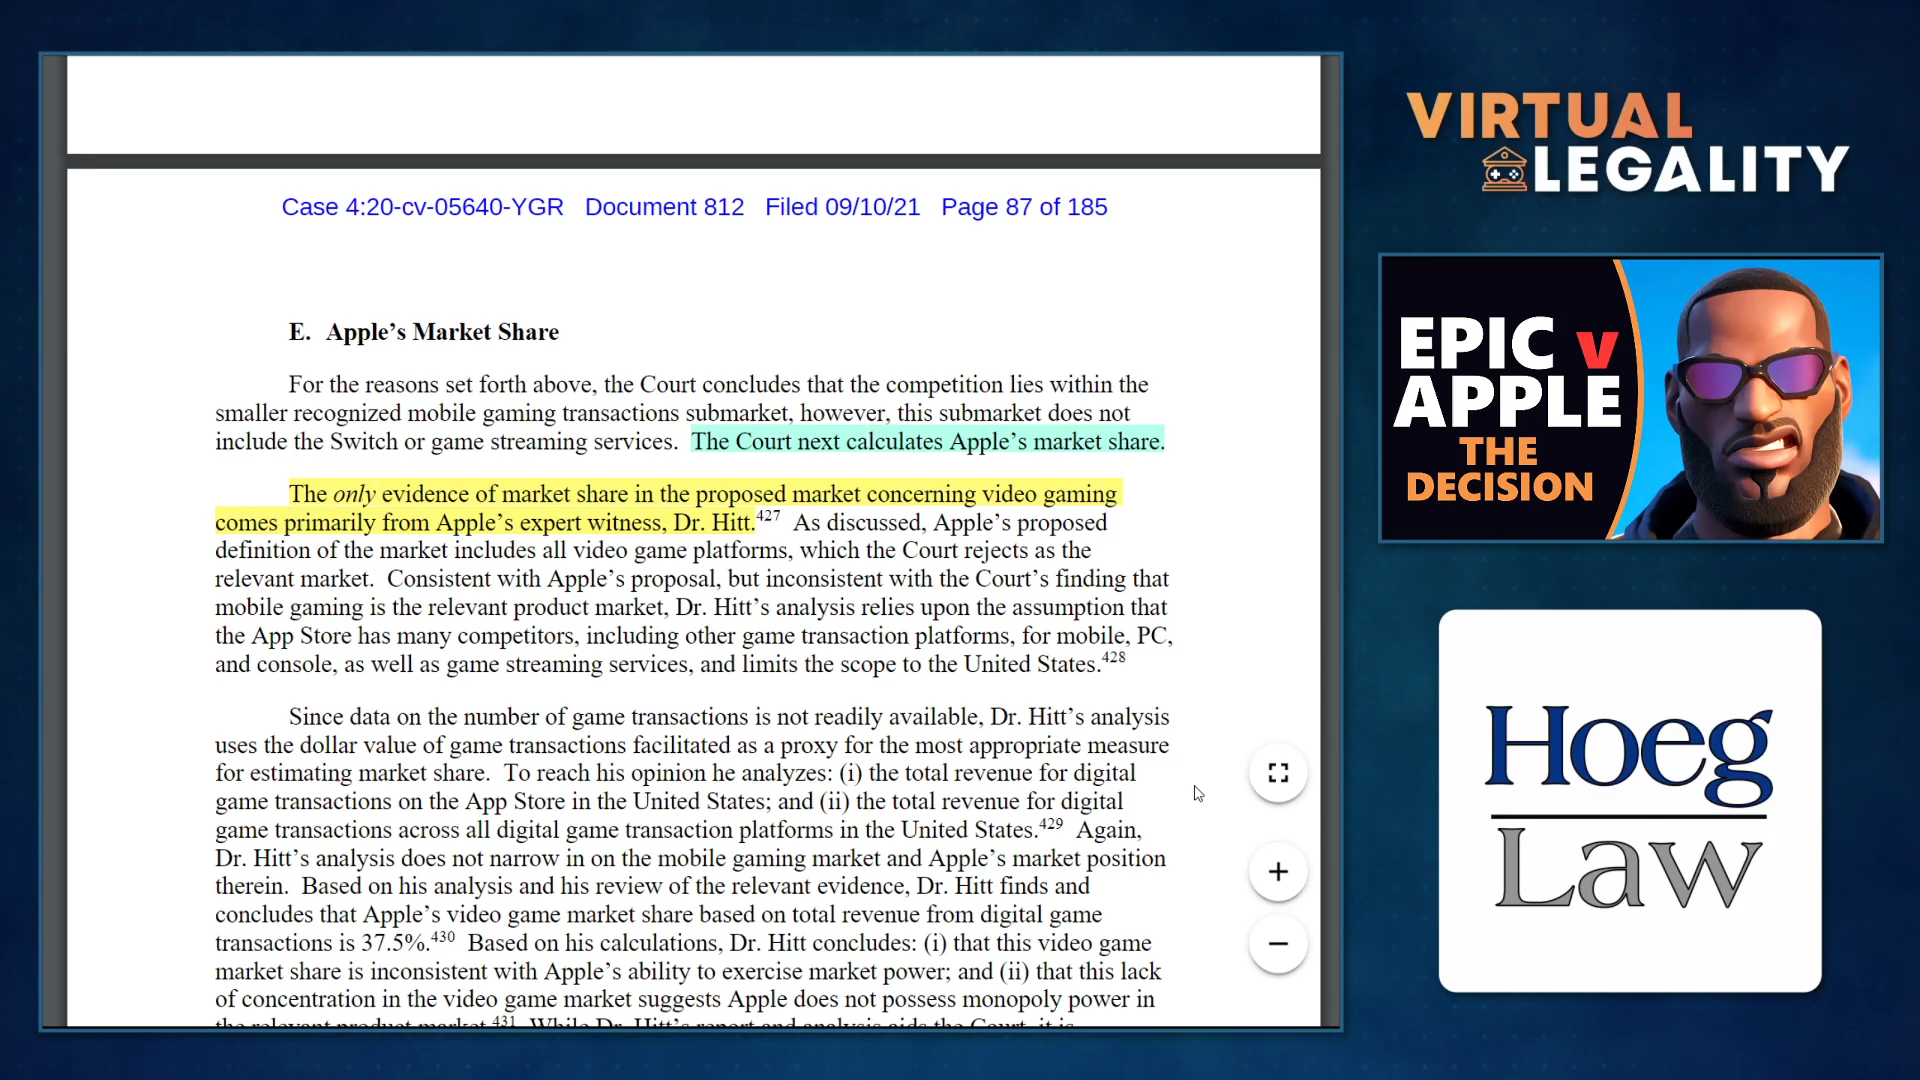 Case 4:20-cv-05640-YGR Document 812 Filed 09/10/21 Page 87 of 185
E. Apple’s Market Share
For the reasons set forth above, the Court concludes that the competition lies within the
smaller recognized mobile gaming transactions submarket, however, this submarket does not
include the Switch or game streaming services. The Court next calculates Apple’s market share.
The only evidence of market share in the proposed market concerning video gaming
comes primarily from Apple’s expert witness, Dr. Hitt.427 As discussed, Apple’s proposed
definition of the market includes all video game platforms, which the Court rejects as the
relevant market. Consistent with Apple’s proposal, but inconsistent with the Court’s finding that
mobile gaming is the relevant product market, Dr. Hitt’s analysis relies upon the assumption that
the App Store has many competitors, including other game transaction platforms, for mobile, PC,
and console, as well as game streaming services, and limits the scope to the United States.428
Since data on the number of game transactions is not readily available, Dr. Hitt’s analysis
uses the dollar value of game transactions facilitated as a proxy for the most appropriate measure
for estimating market share. To reach his opinion he analyzes: (i) the total revenue for digital
game transactions on the App Store in the United States; and (ii) the total revenue for digital
game transactions across all digital game transaction platforms in the United States.429 Again,
Dr. Hitt’s analysis does not narrow in on the mobile gaming market and Apple’s market position
therein. Based on his analysis and his review of the relevant evidence, Dr. Hitt finds and
concludes that Apple’s video game market share based on total revenue from digital game
transactions is 37.5%.430 Based on his calculations, Dr. Hitt concludes: (i) that this video game
market share is inconsistent with Apple’s ability to exercise market power; and (ii) that this lack
of concentration in the video game market suggests Apple does not possess monopoly power in
the relevant product market.431 While Dr. Hitt’s report and analysis aids the Court, it is
VIRTUAL
LEGALITY
EPIC v
APPLE
THE
DECISION
Hoeg
Law